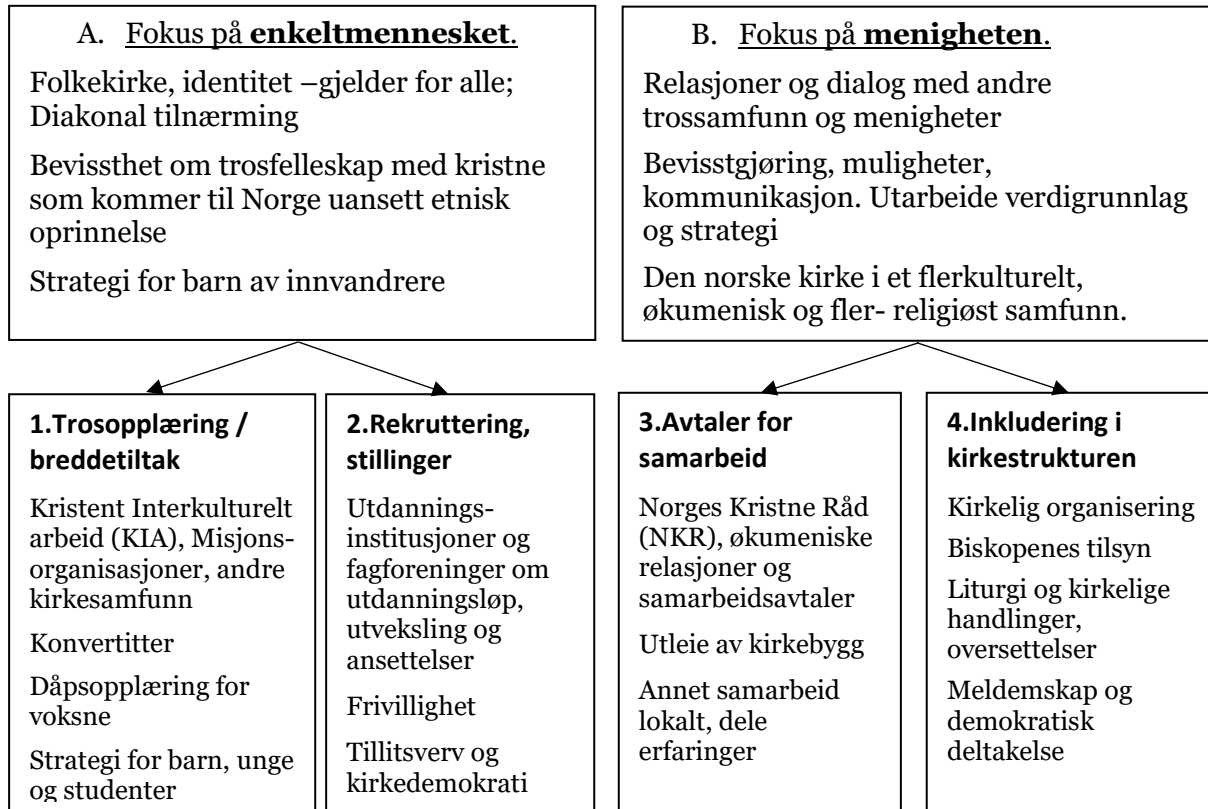 A. Fokus på enkeltmennesket.
Folkekirke, identitet –gjelder for alle;
Diakonal tilnærming
Bevissthet om trosfelleskap med kristne
som kommer til Norge uansett etnisk
oprinnelse
Strategi for barn av innvandrere
B. Fokus på menigheten.
Relasjoner og dialog med andre
trossamfunn og menigheter
Bevisstgjøring, muligheter,
kommunikasjon. Utarbeide verdigrunnlag
og strategi
Den norske kirke i et flerkulturelt,
økumenisk og fler- religiøst samfunn.
1.Trosopplæring /
breddetiltak
Kristent Interkulturelt
arbeid (KIA), Misjons-
organisasjoner, andre
kirkesamfunn
Konvertitter
Dåpsopplæring for
voksne
Strategi for barn, unge
og studenter
2.Rekruttering,
stillinger
Utdannings-
institusjoner og
fagforeninger om
utdanningsløp,
utveksling og
ansettelser
Frivillighet
Tillitsverv og
kirkedemokrati
3.Avtaler for
samarbeid
Norges Kristne Råd
(NKR), økumeniske
relasjoner og
samarbeidsavtaler
Utleie av kirkebygg
Annet samarbeid
lokalt, dele
erfaringer
4.Inkludering i
kirkestrukturen
Kirkelig organisering
Biskopenes tilsyn
Liturgi og kirkelige
handlinger,
oversettelser
Meldemskap og
demokratisk
deltakelse